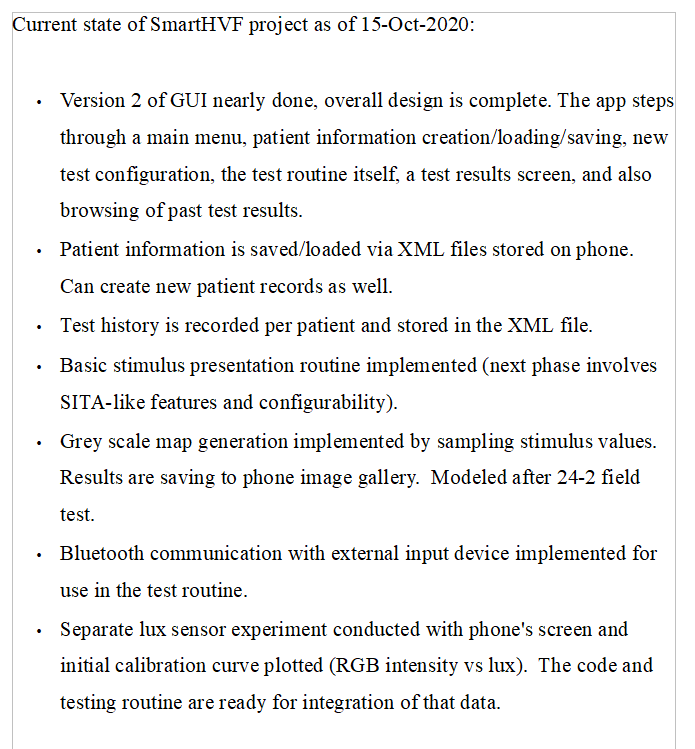 Current state of SmartHVF project as of 15-Oct-2020:
• Version 2 of GUI nearly done, overall design is complete. The app steps
through a main menu, patient information creation/loading/saving, new
test configuration, the test routine itself, a test results screen, and also
browsing of past test results.
• Patient information is saved/loaded via XML files stored on phone.
Can create new patient records as well.
• Test history is recorded per patient and stored in the XML file.
• Basic stimulus presentation routine implemented (next phase involves
SITA-like features and configurability).
• Grey scale map generation implemented by sampling stimulus values.
Results are saving to phone image gallery.  Modeled after 24-2 field
test.
• Bluetooth communication with external input device implemented for
use in the test routine.
• Separate lux sensor experiment conducted with phone's screen and
initial calibration curve plotted (RGB intensity vs lux).  The code and
testing routine are ready for integration of that data.